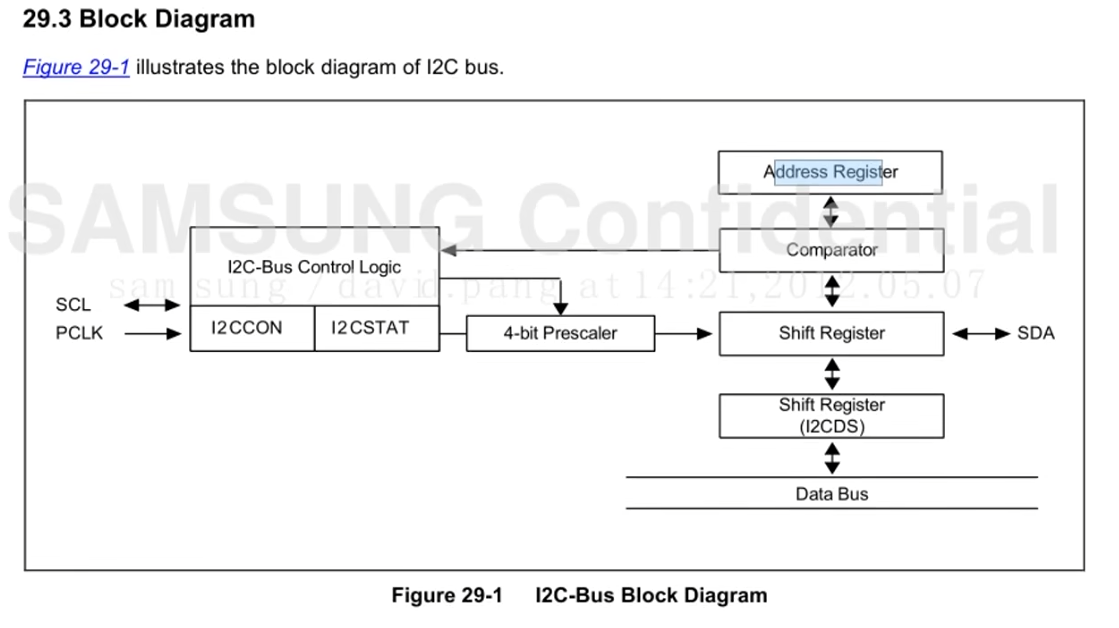 29.3 Block Diagram
Figure 29-1 illustrates the block diagram of I2C bus.
SAMSUNG Confidential
samsung / david.pang at 14:21,2012.05.07
Address Register
Comparator
I2C-Bus Control Logic
SCL
PCLK
I2CCON
I2CSTAT
4-bit Prescaler
Shift Register
SDA
Shift Register
(I2CDS)
Data Bus
Figure 29-1 I2C-Bus Block Diagram